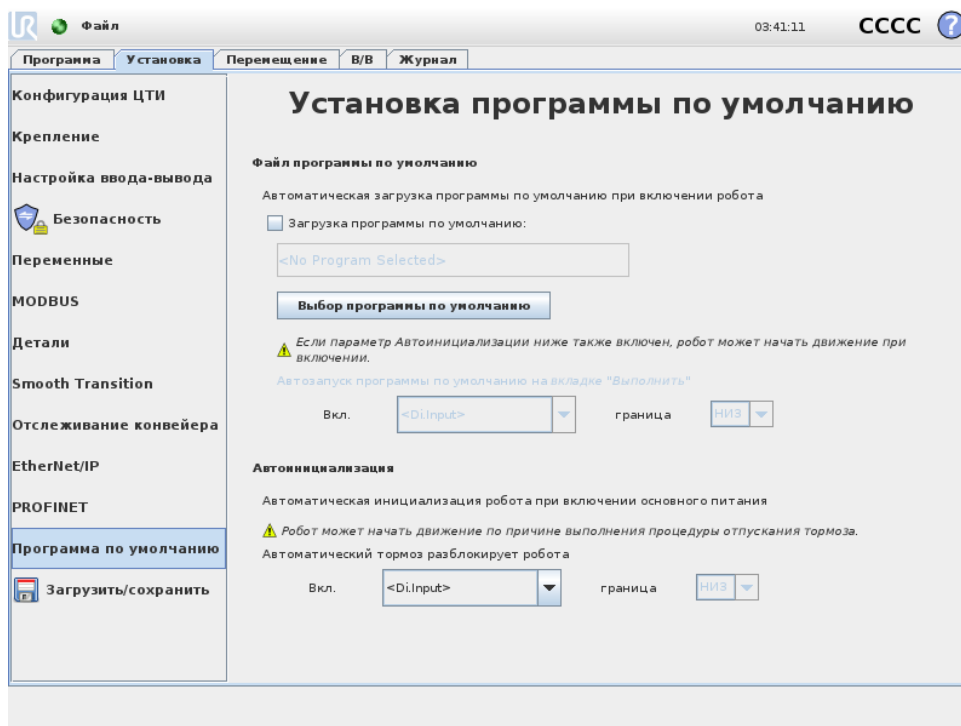 UR Файл 03:41:11 CCCC ?
Программа Установка Перемещение В/В Журнал
Конфигурация ЦТИ
Крепление
Настройка ввода-вывода
Безопасность
Переменные
MODBUS
Детали
Smooth Transition
Отслеживание конвейера
EtherNet/IP
PROFINET
Программа по умолчанию
Загрузить/сохранить
Установка программы по умолчанию
Файл программы по умолчанию
Автоматическая загрузка программы по умолчанию при включении робота
Загрузка программы по умолчанию:
<No Program Selected>
Выбор программы по умолчанию
Если параметр Автоинициализации ниже также включен, робот может начать движение при
включении.
Автозапуск программы по умолчанию на вкладке "Выполнить"
Вкл. <Di.Input> граница НИЗ
Автоиницициализация
Автоматическая инициализация робота при включении основного питания
Робот может начать движение по причине выполнения процедуры отпускания тормоза.
Автоматический тормоз разблокирует робота
Вкл. <Di.Input> граница НИЗ